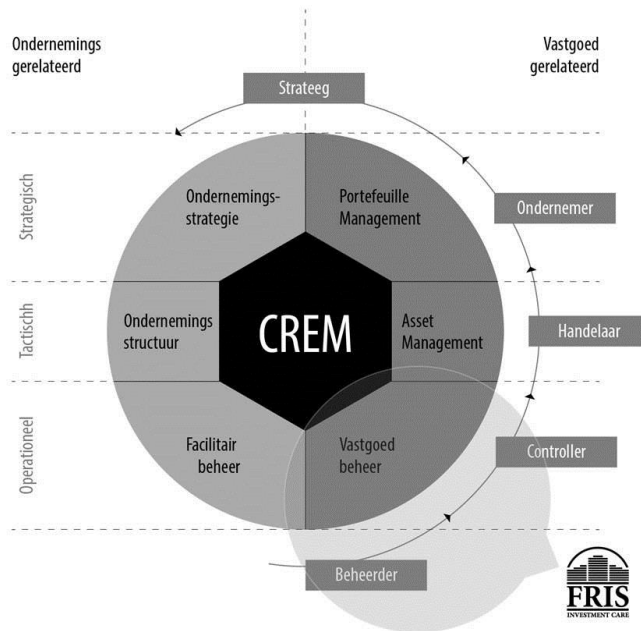 Ondernemings
gerelateerd
Vastgoed
gerelateerd
Strateeg
Strategisch
Ondernemings-
strategie
Portefeuille
Management
Ondernemer
Tactischh
Ondernemings
structuur
CREM
Asset
Management
Handelaar
Operationeel
Facilitair
beheer
Vastgoed
beheer
Controller
Beheerder
FRIS
INVESTMENT CARE